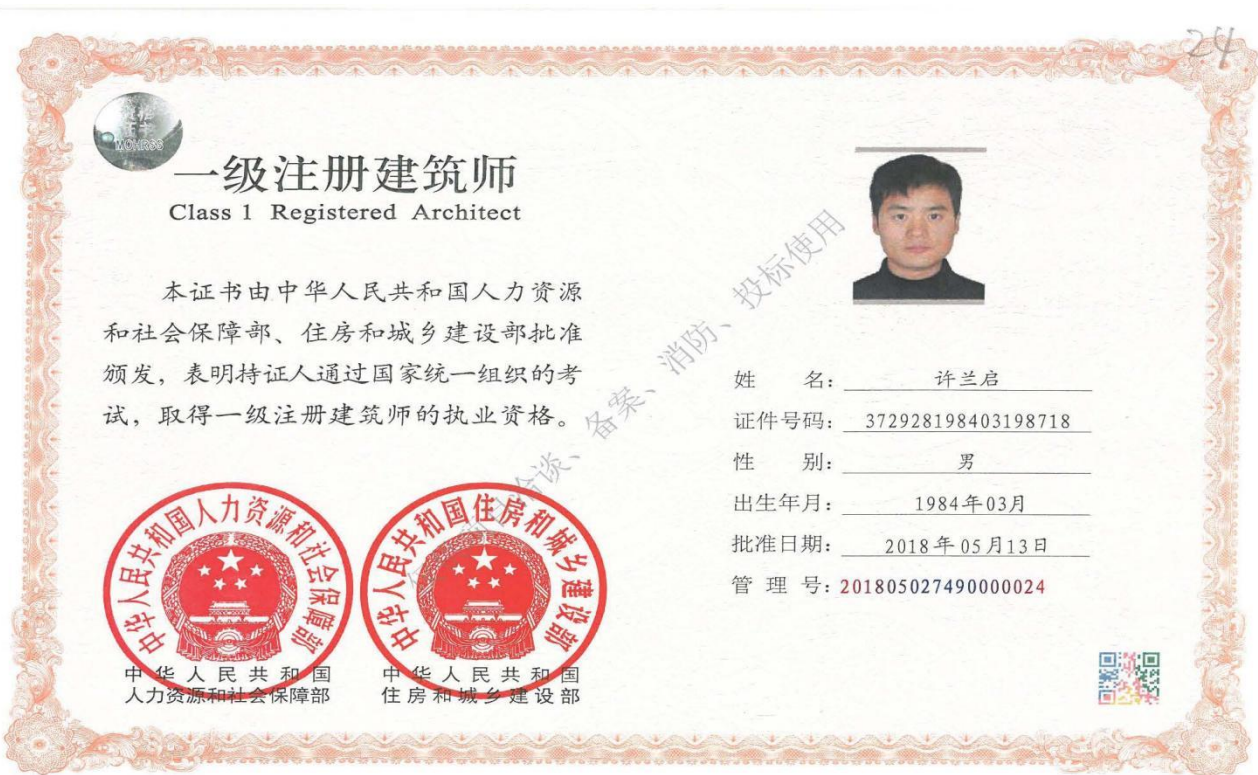 24
MOHRSS
一级注册建筑师
Class 1 Registered Architect
本证书由中华人民共和国人力资源
和社会保障部、住房和城乡建设部批准
颁发，表明持证人通过国家统一组织的考
试，取得一级注册建筑师的执业资格。
中华人民共和国人力资源和社会保障部
中华人民共和国住房和城乡建设部
中华人民共和国
人力资源和社会保障部
中华人民共和国
住房和城乡建设部
洽谈、备案、消防、投标使用
姓 名：许兰启
证件号码：372928198403198718
性 别：男
出生年月：1984年03月
批准日期：2018年05月13日
管 理 号：201805027490000024